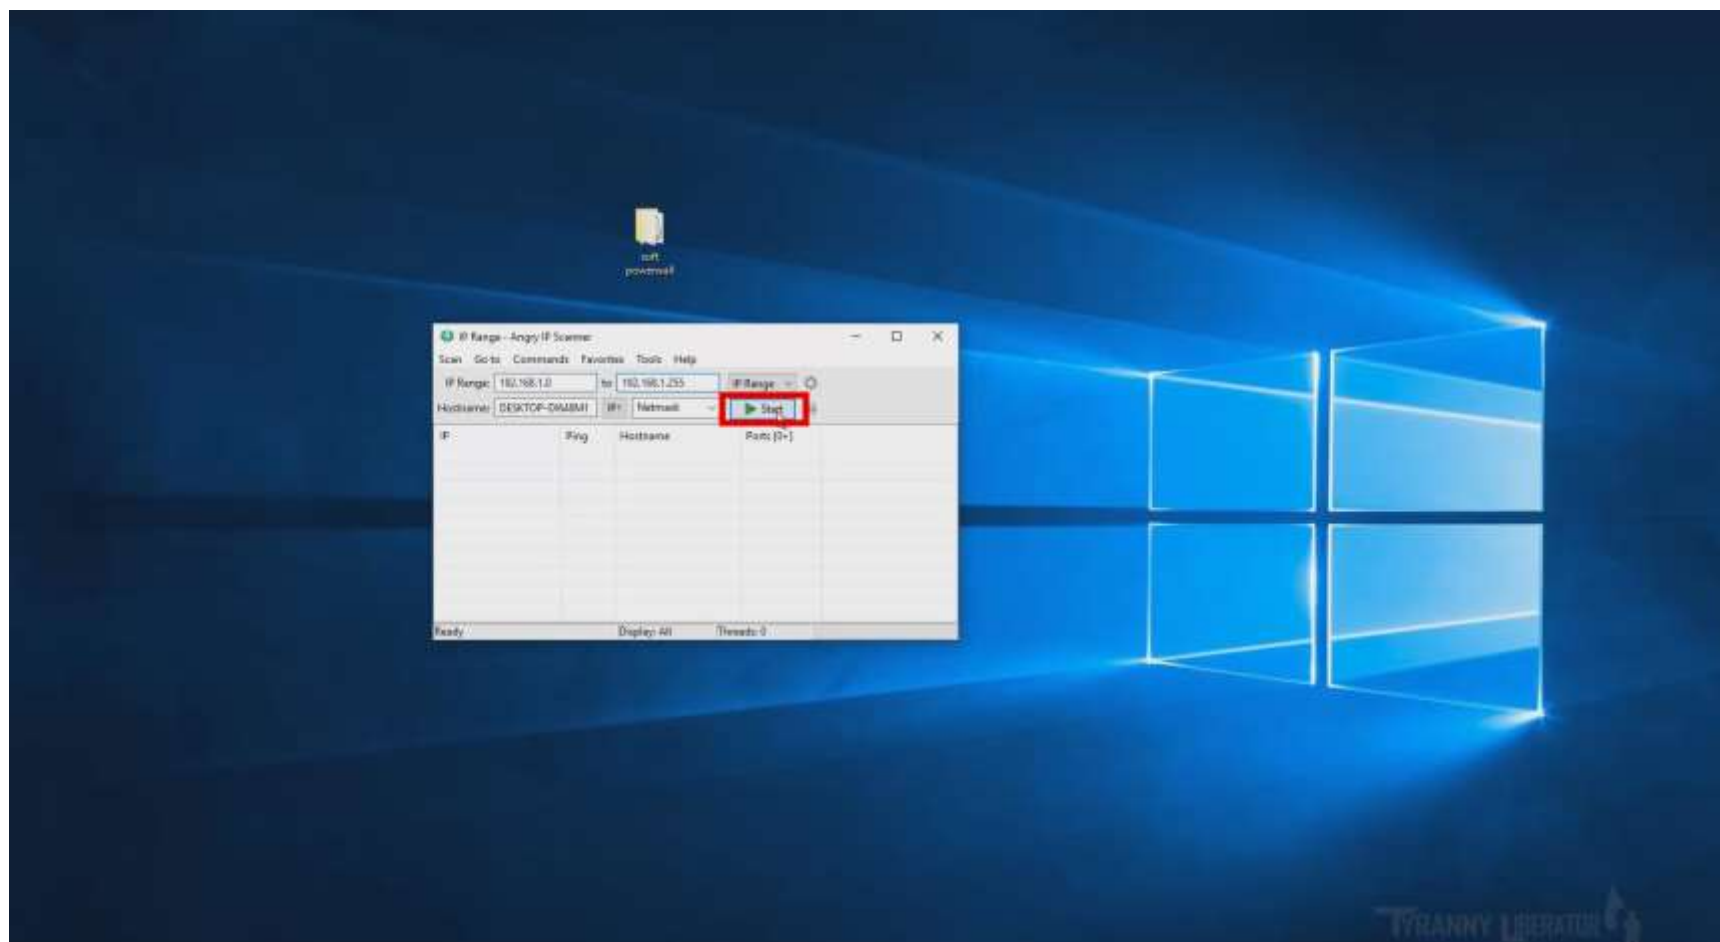 soft
powerwall
IP Range - Angry IP Scanner
Scan Go to Commands Favorites Tools Help
IP Range: 192.168.1.0 to 192.168.1.255 IP Range
Hostname: IP↑ Netmask Start
IP Ping Hostname Ports [0+]
Ready Display: All Threads: 0
TYRANNY LIBERATOR